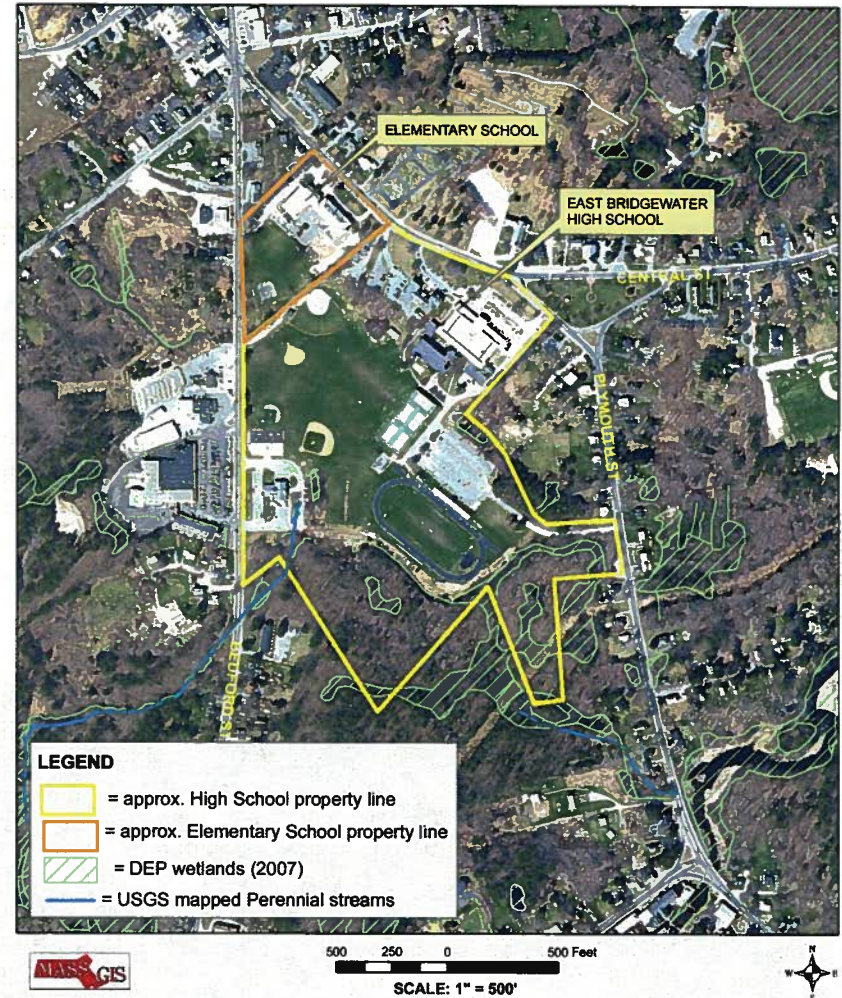 ELEMENTARY SCHOOL
EAST BRIDGEWATER
HIGH SCHOOL
CENTRAL ST
PLYMOUTH ST
LEGEND
= approx. High School property line
= approx. Elementary School property line
= DEP wetlands (2007)
= USGS mapped Perennial streams
MASS GIS
500 250 0 500 Feet
SCALE: 1" = 500'
N
W E
S